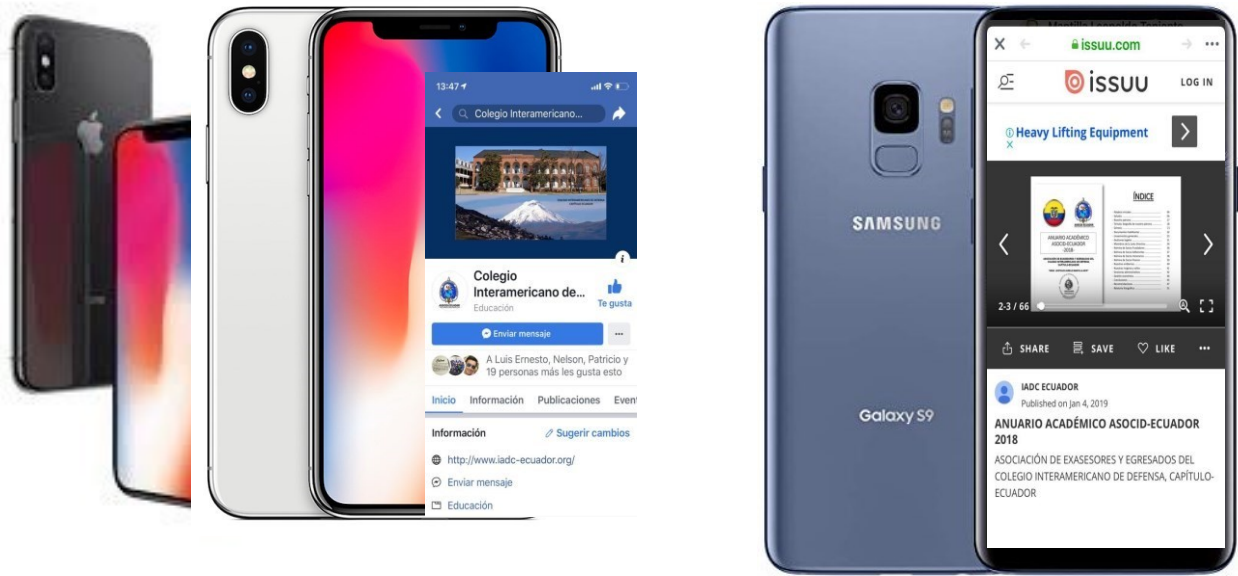 13:47
Colegio Interamericano...
Colegio
Interamericano de...
Educación
Te gusta
Enviar mensaje
A Luis Ernesto, Nelson, Patricio y
19 personas más les gusta esto
Inicio Información Publicaciones Even
Información Sugerir cambios
http://www.iadc-ecuador.org/
Enviar mensaje
Educación
SAMSUNG
Galaxy S9
issuu.com
issuu LOG IN
Heavy Lifting Equipment
ÍNDICE
ANUARIO ACADÉMICO
ASOCID-ECUADOR
-2018-
2-3 / 66
SHARE SAVE LIKE
IADC ECUADOR
Published on Jan 4, 2019
ANUARIO ACADÉMICO ASOCID-ECUADOR
2018
ASOCIACIÓN DE EXASESORES Y EGRESADOS DEL
COLEGIO INTERAMERICANO DE DEFENSA, CAPÍTULO-
ECUADOR